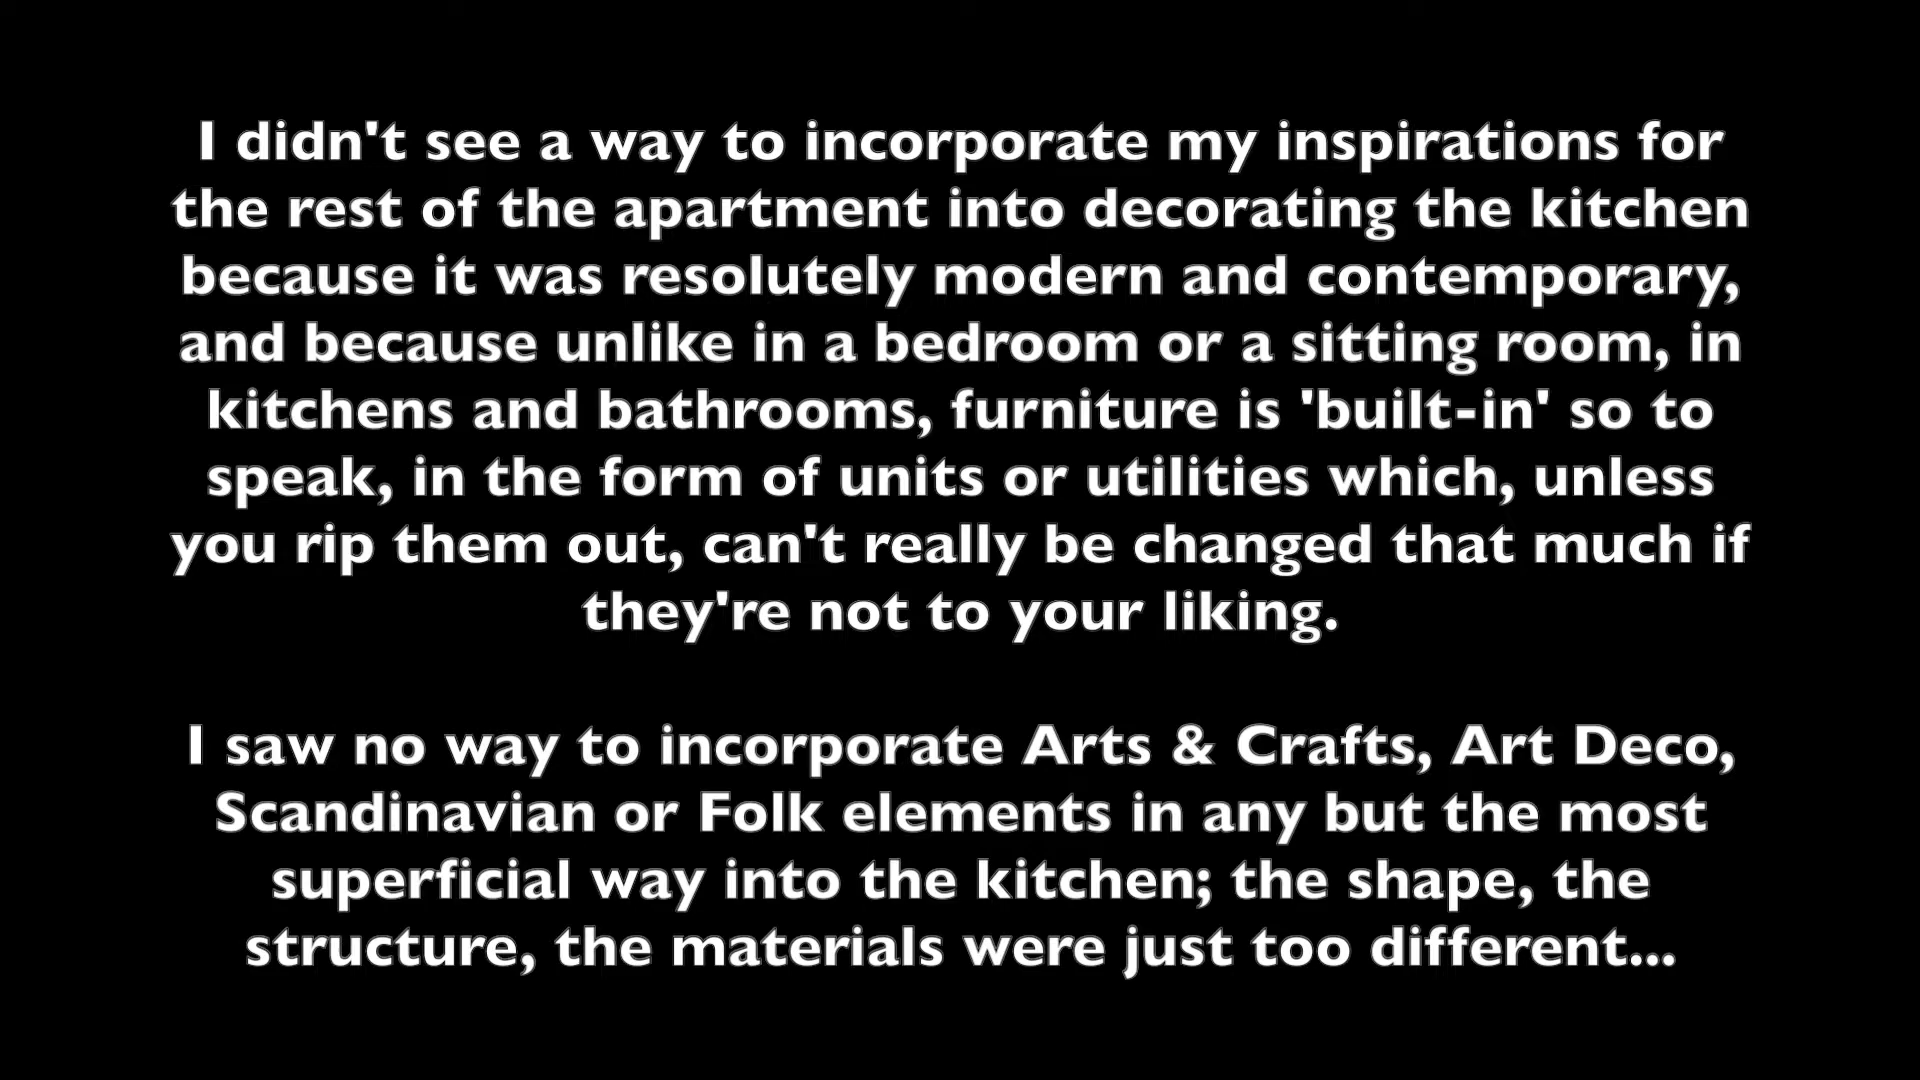 I didn't see a way to incorporate my inspirations for
the rest of the apartment into decorating the kitchen
because it was resolutely modern and contemporary,
and because unlike in a bedroom or a sitting room, in
kitchens and bathrooms, furniture is 'built-in' so to
speak, in the form of units or utilities which, unless
you rip them out, can't really be changed that much if
they're not to your liking.
I saw no way to incorporate Arts & Crafts, Art Deco,
Scandinavian or Folk elements in any but the most
superficial way into the kitchen; the shape, the
structure, the materials were just too different...